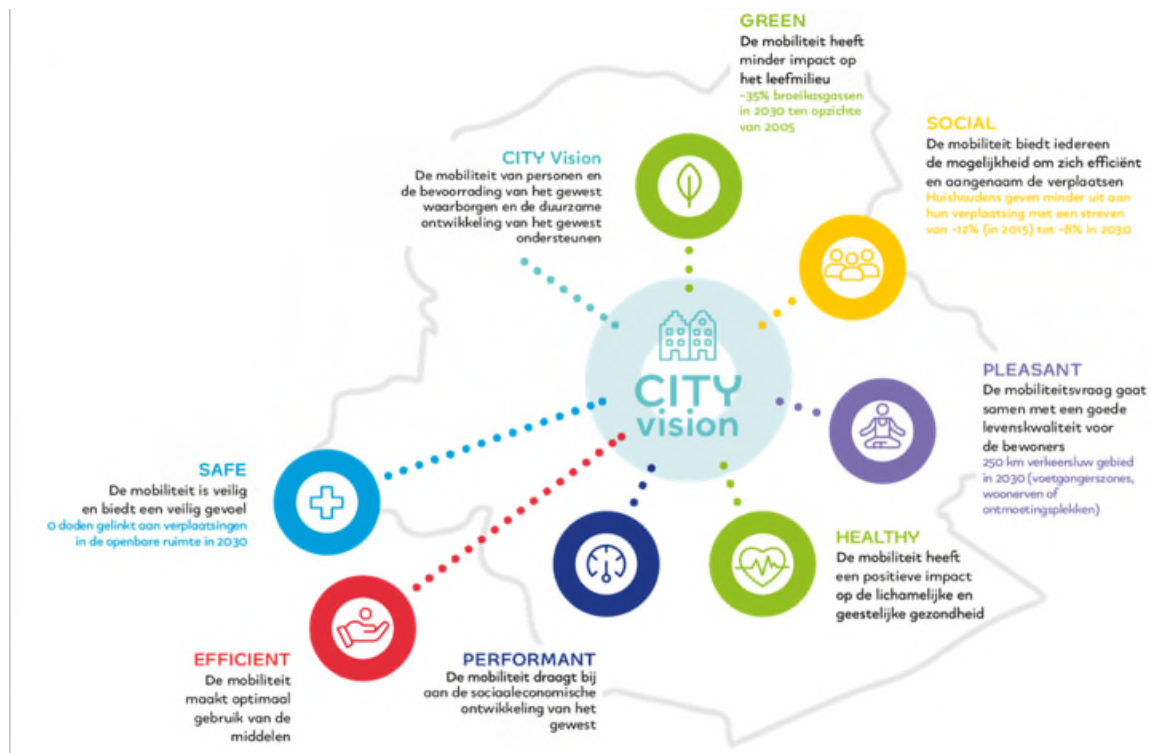 GREEN
De mobiliteit heeft
minder impact op
het leefmilieu
-35% broeikasgassen
in 2030 ten opzichte
van 2005
SOCIAL
De mobiliteit biedt iedereen
de mogelijkheid om zich efficiënt
en aangenaam de verplaatsen
Huishoudens geven minder uit aan
hun verplaatsing met een streven
van -12% (in 2015) tot -8% in 2030
CITY Vision
De mobiliteit van personen en
de bevoorrading van het gewest
waarborgen en de duurzame
ontwikkeling van het gewest
ondersteunen
CITY
vision
PLEASANT
De mobiliteitsvraag gaat
samen met een goede
levenskwaliteit voor
de bewoners
250 km verkeersluw gebied
in 2030 (voetgangerszones,
woonerven of
ontmoetingsplekken)
SAFE
De mobiliteit is veilig
en biedt een veilig gevoel
0 doden gelinkt aan verplaatsingen
in de openbare ruimte in 2030
HEALTHY
De mobiliteit heeft
een positieve impact
op de lichamelijke en
geestelijke gezondheid
EFFICIENT
De mobiliteit
maakt optimaal
gebruik van de
middelen
PERFORMANT
De mobiliteit draagt bij
aan de sociaaleconomische
ontwikkeling van het
gewest